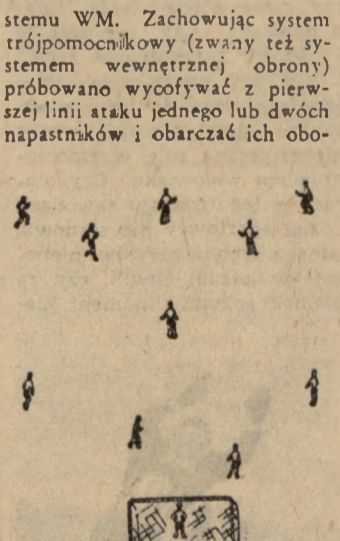 stemu WM. Zachowując system
trójpomocnikowy (zwany też sy-
stemem wewnętrznej obrony)
próbowano wycofywać z pierw-
szej linii ataku jednego lub dwóch
napastników i obarczać ich obo-